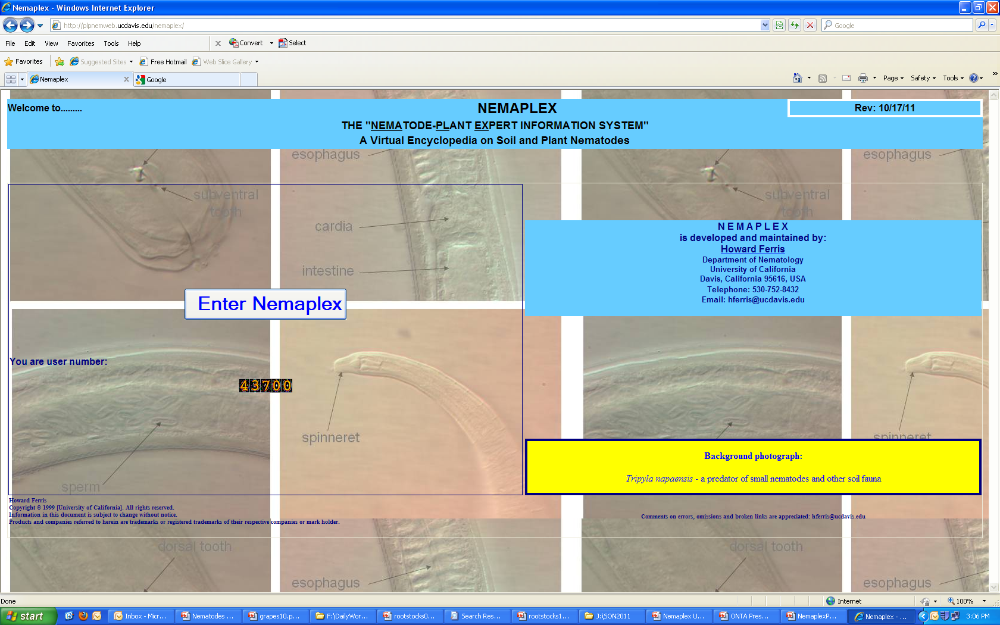 Nemaplex - Windows Internet Explorer
http://plpnemweb.ucdavis.edu/nemaplex/
Google
File Edit View Favorites Tools Help
x Convert Select
Favorites Suggested Sites Free Hotmail Web Slice Gallery
Nemaplex
Google
Page Safety Tools
Welcome to.........
NEMAPLEX
Rev: 10/17/11
THE "NEMATODE-PLANT EXPERT INFORMATION SYSTEM"
A Virtual Encyclopedia on Soil and Plant Nematodes
esophagus
esophagus
subventral
tooth
subventral
tooth
cardia
intestine
N E M A P L E X
is developed and maintained by:
Howard Ferris
Department of Nematology
University of California
Davis, California 95616, USA
Telephone: 530-752-8432
Email: hferris@ucdavis.edu
Enter Nemaplex
You are user number:
43700
spinneret
spinneret
sperm
Background photograph:
Tripyla napaensis - a predator of small nematodes and other soil fauna
Howard Ferris
Copyright © 1999 [University of California]. All rights reserved.
Information in this document is subject to change without notice.
Products and companies referred to herein are trademarks or registered trademarks of their respective companies or mark holder.
Comments on errors, omissions and broken links are appreciated: hferris@ucdavis.edu
dorsal tooth
dorsal tooth
esophagus
esophagus
Done
Internet
100%
start
Inbox - Micr...
Nematodes ...
grapes10.p...
F:\DailyWor...
rootstocks0...
Search Res...
rootstocks1...
J:\SON2011
Nemaplex U...
ONTA Pres...
NemaplexP...
Nemaplex - ...
3:06 PM